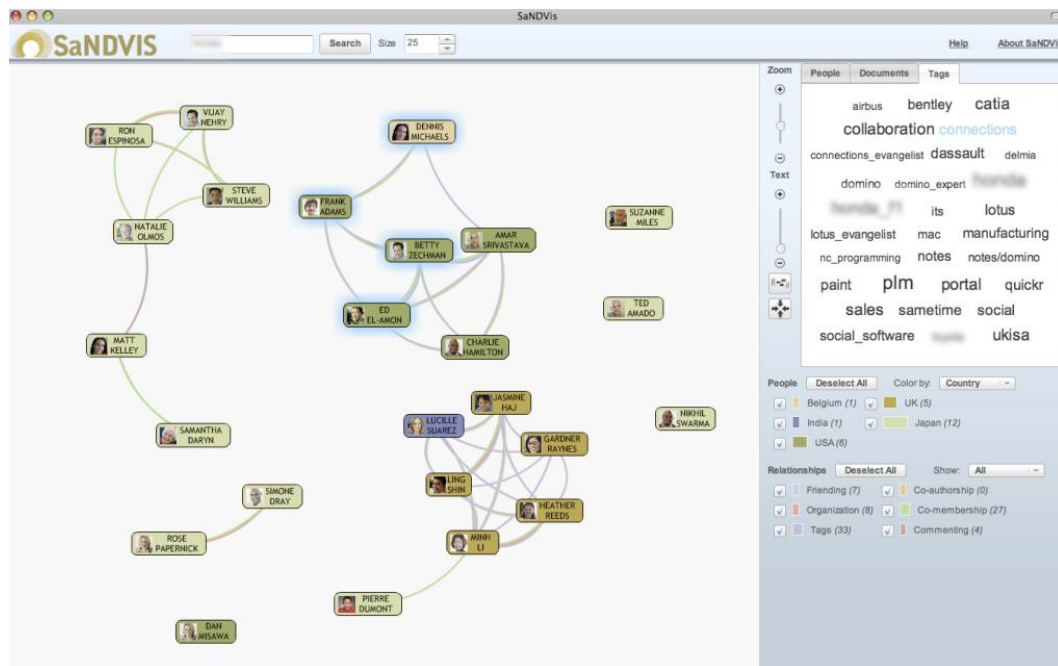 SaNDVis
SaNDVIS
Search
Size
25
Help
About SaNDVi
Zoom
Text
People
Documents
Tags
airbus bentley catia
collaboration connections
connections_evangelist dassault delmia
domino domino_expert
its lotus
lotus_evangelist mac manufacturing
nc_programming notes notes/domino
paint plm portal quickr
sales sametime social
social_software ukisa
People
Deselect All
Color by:
Country
Belgium (1)
UK (5)
India (1)
Japan (12)
USA (6)
Relationships
Deselect All
Show:
All
Friending (7)
Co-authorship (0)
Organization (8)
Co-membership (27)
Tags (33)
Commenting (4)
VIJAY
NEHRY
RON
ESPINOSA
STEVE
WILLIAMS
NATALIE
OLMOS
MATT
KELLEY
SAMANTHA
DARYN
SIMONE
DRAY
ROSE
PAPERNICK
DAN
MISAWA
DENNIS
MICHAELS
FRANK
ADAMS
BETTY
ZECHMAN
AMAR
SRIVASTAVA
ED
EL-AMON
CHARLIE
HAMILTON
SUZANNE
MILES
TED
AMADO
NIKHIL
SWARMA
JASMINE
HAJ
LUCILLE
SUAREZ
GARDNER
RAYNES
LING
SHIN
HEATHER
REEDS
MINH
LI
PIERRE
DUMONT